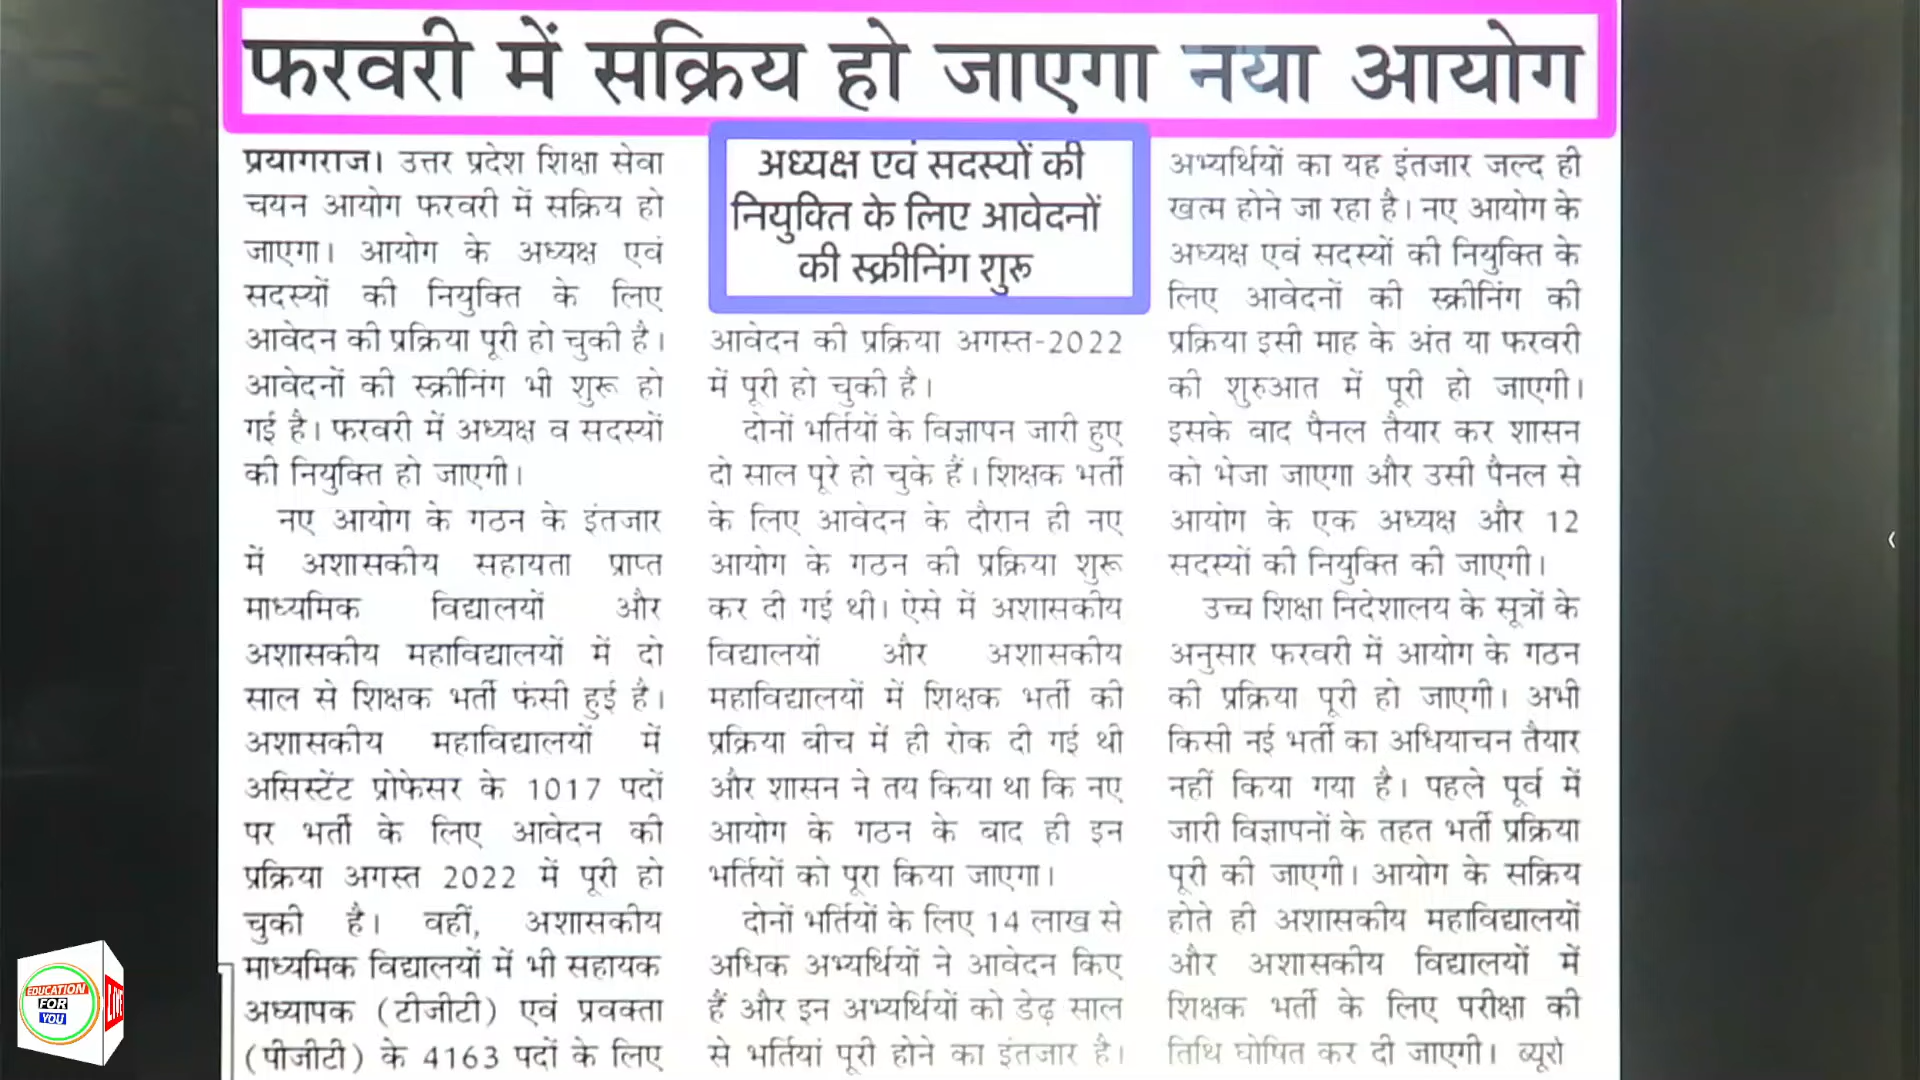 फरवरी में सक्रिय हो जाएगा नया आयोग
प्रयागराज। उत्तर प्रदेश शिक्षा सेवा
चयन आयोग फरवरी में सक्रिय हो
जाएगा। आयोग के अध्यक्ष एवं
सदस्यों की नियुक्ति के लिए
आवेदन की प्रक्रिया पूरी हो चुकी है।
आवेदनों की स्क्रीनिंग भी शुरू हो
गई है। फरवरी में अध्यक्ष व सदस्यों
की नियुक्ति हो जाएगी।
नए आयोग के गठन के इंतजार
में अशासकीय सहायता प्राप्त
माध्यमिक विद्यालयों और
अशासकीय महाविद्यालयों में दो
साल से शिक्षक भर्ती फंसी हुई है।
अशासकीय महाविद्यालयों में
असिस्टेंट प्रोफेसर के 1017 पदों
पर भर्ती के लिए आवेदन की
प्रक्रिया अगस्त 2022 में पूरी हो
चुकी है। वहीं, अशासकीय
माध्यमिक विद्यालयों में भी सहायक
अध्यापक (टीजीटी) एवं प्रवक्ता
(पीजीटी) के 4163 पदों के लिए
अध्यक्ष एवं सदस्यों की
नियुक्ति के लिए आवेदनों
की स्क्रीनिंग शुरू
आवेदन की प्रक्रिया अगस्त-2022
में पूरी हो चुकी है।
दोनों भर्तियों के विज्ञापन जारी हुए
दो साल पूरे हो चुके हैं। शिक्षक भर्ती
के लिए आवेदन के दौरान ही नए
आयोग के गठन की प्रक्रिया शुरू
कर दी गई थी। ऐसे में अशासकीय
विद्यालयों और अशासकीय
महाविद्यालयों में शिक्षक भर्ती की
प्रक्रिया बीच में ही रोक दी गई थी
और शासन ने तय किया था कि नए
आयोग के गठन के बाद ही इन
भर्तियों को पूरा किया जाएगा।
दोनों भर्तियों के लिए 14 लाख से
अधिक अभ्यर्थियों ने आवेदन किए
हैं और इन अभ्यर्थियों को डेढ़ साल
से भर्तियां पूरी होने का इंतजार है।
अभ्यर्थियों का यह इंतजार जल्द ही
खत्म होने जा रहा है। नए आयोग के
अध्यक्ष एवं सदस्यों की नियुक्ति के
लिए आवेदनों की स्क्रीनिंग की
प्रक्रिया इसी माह के अंत या फरवरी
की शुरुआत में पूरी हो जाएगी।
इसके बाद पैनल तैयार कर शासन
को भेजा जाएगा और उसी पैनल से
आयोग के एक अध्यक्ष और 12
सदस्यों की नियुक्ति की जाएगी।
उच्च शिक्षा निदेशालय के सूत्रों के
अनुसार फरवरी में आयोग के गठन
की प्रक्रिया पूरी हो जाएगी। अभी
किसी नई भर्ती का अधियाचन तैयार
नहीं किया गया है। पहले पूर्व में
जारी विज्ञापनों के तहत भर्ती प्रक्रिया
पूरी की जाएगी। आयोग के सक्रिय
होते ही अशासकीय महाविद्यालयों
और अशासकीय विद्यालयों में
शिक्षक भर्ती के लिए परीक्षा की
तिथि घोषित कर दी जाएगी। ब्यूरो
EDUCATION
FOR
YOU
LIVE